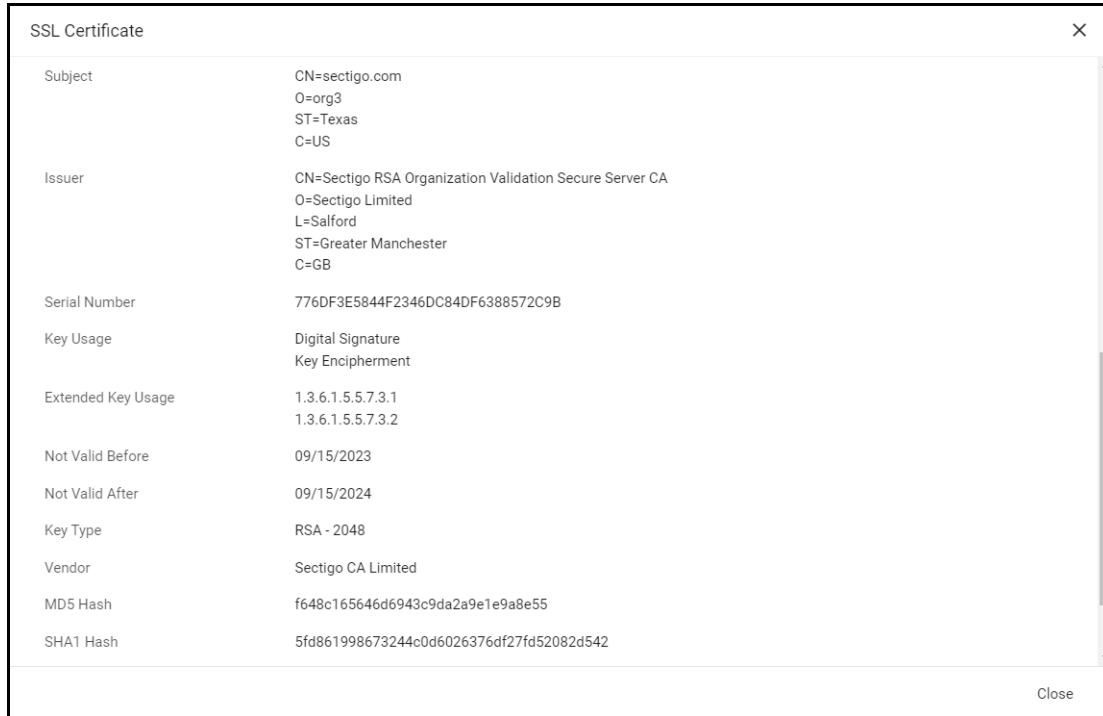 SSL Certificate
Subject CN=sectigo.com
O=org3
ST=Texas
C=US
Issuer CN=Sectigo RSA Organization Validation Secure Server CA
O=Sectigo Limited
L=Salford
ST=Greater Manchester
C=GB
Serial Number 776DF3E5844F2346DC84DF6388572C9B
Key Usage Digital Signature
Key Encipherment
Extended Key Usage 1.3.6.1.5.5.7.3.1
1.3.6.1.5.5.7.3.2
Not Valid Before 09/15/2023
Not Valid After 09/15/2024
Key Type RSA - 2048
Vendor Sectigo CA Limited
MD5 Hash f648c165646d6943c9da2a9e1e9a8e55
SHA1 Hash 5fd861998673244c0d6026376df27fd52082d542
Close